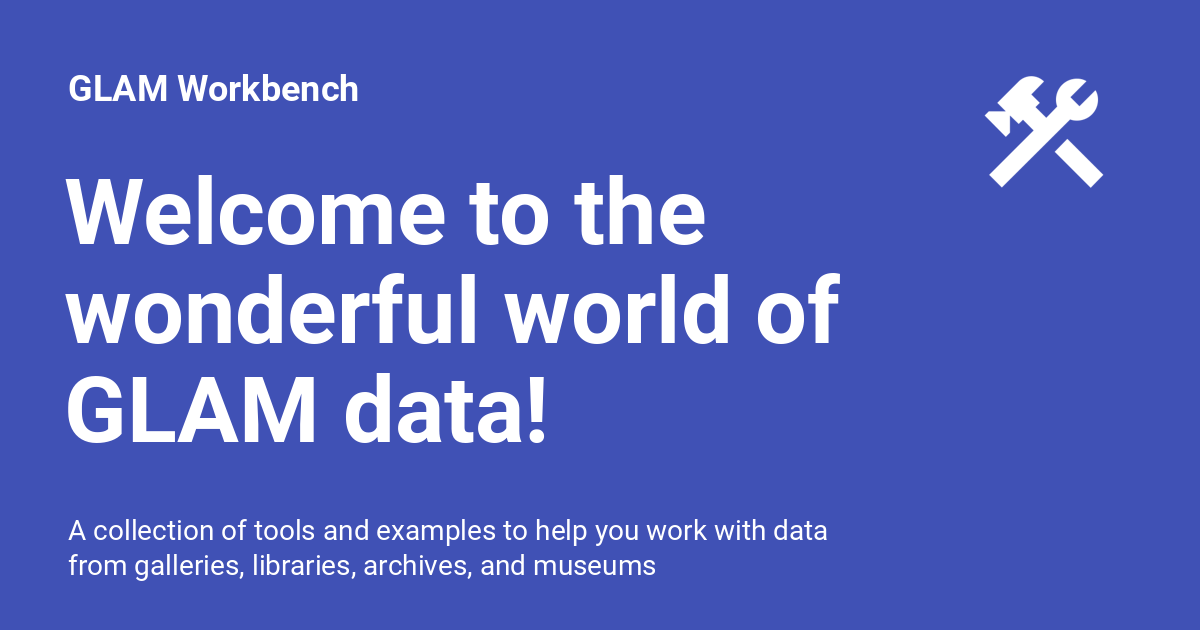 GLAM Workbench
Welcome to the
wonderful world of
GLAM data!
A collection of tools and examples to help you work with data
from galleries, libraries, archives, and museums